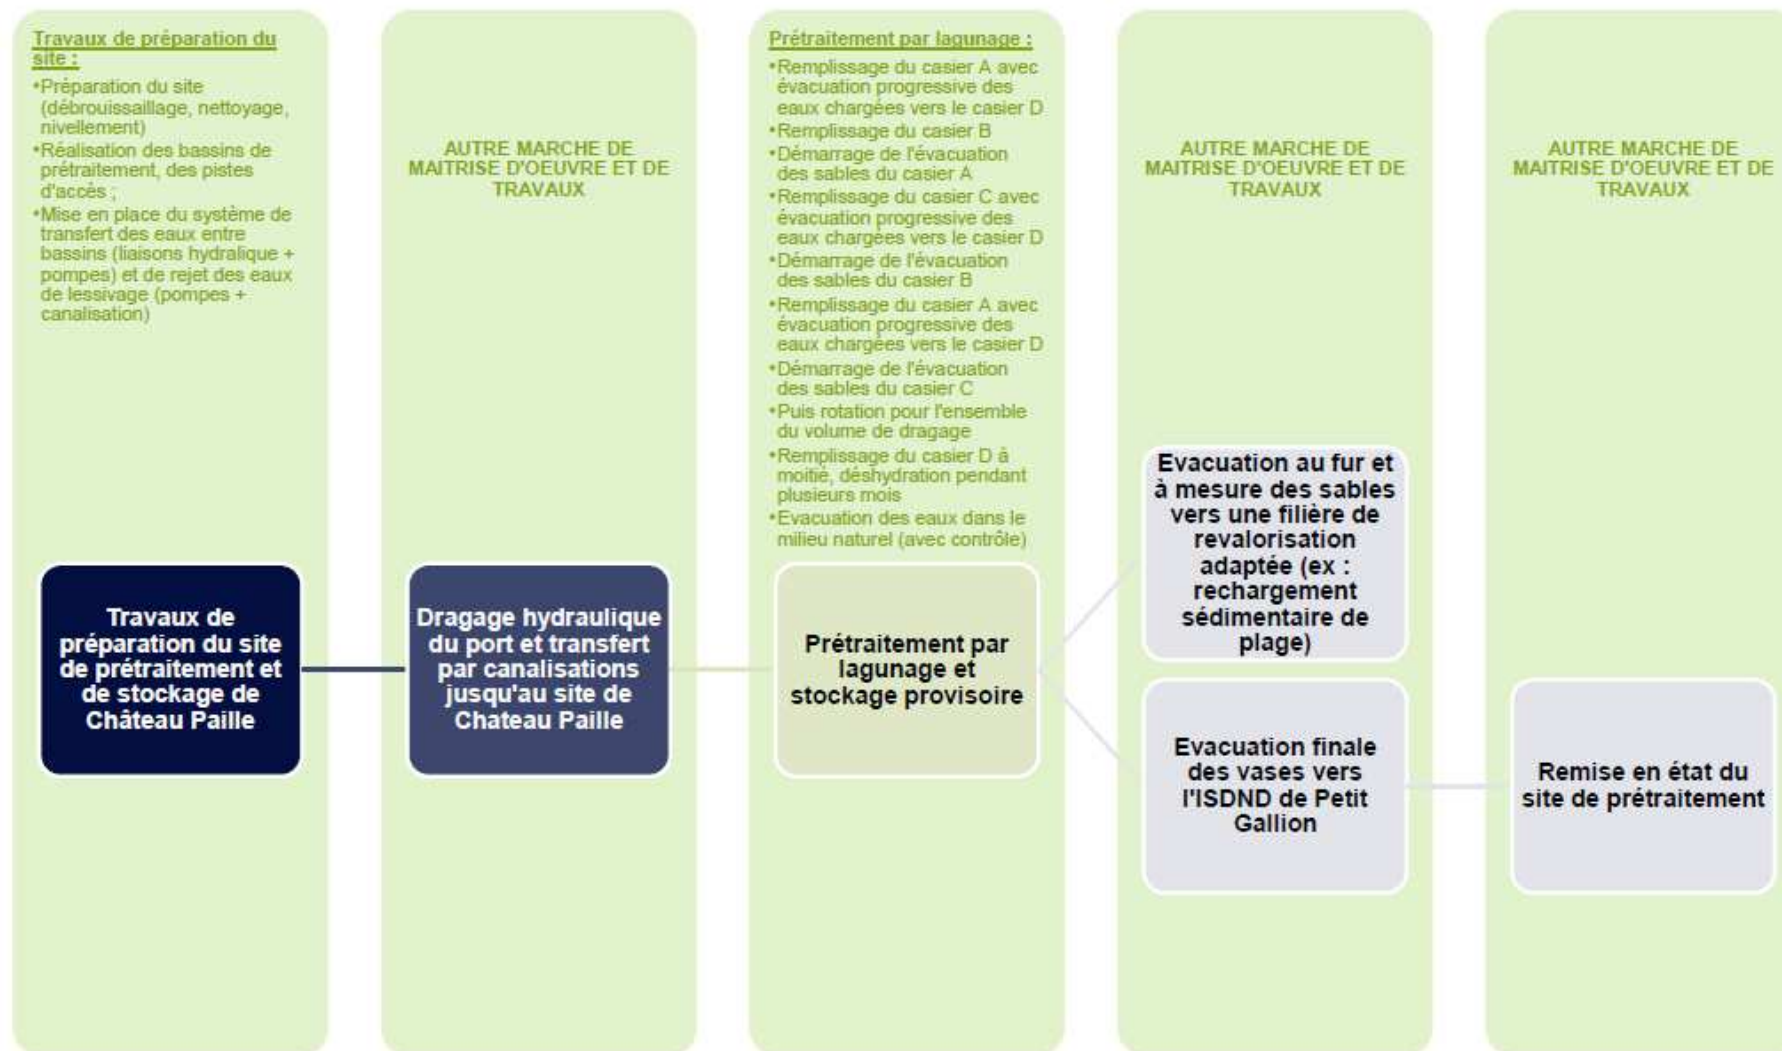 Travaux de préparation du
site :
•Préparation du site
(débrouissaillage, nettoyage,
nivellement)
•Réalisation des bassins de
prétraitement, des pistes
d'accès ;
•Mise en place du système de
transfert des eaux entre
bassins (liaisons hydralique +
pompes) et de rejet des eaux
de lessivage (pompes +
canalisation)
Travaux de
préparation du site
de prétraitement et
de stockage de
Château Paille
AUTRE MARCHE DE
MAITRISE D'OEUVRE ET DE
TRAVAUX
Dragage hydraulique
du port et transfert
par canalisations
jusqu'au site de
Chateau Paille
Prétraitement par lagunage :
•Remplissage du casier A avec
évacuation progressive des
eaux chargées vers le casier D
•Remplissage du casier B
•Démarrage de l'évacuation
des sables du casier A
•Remplissage du casier C avec
évacuation progressive des
eaux chargées vers le casier D
•Démarrage de l'évacuation
des sables du casier B
•Remplissage du casier A avec
évacuation progressive des
eaux chargées vers le casier D
•Démarrage de l'évacuation
des sables du casier C
•Puis rotation pour l'ensemble
du volume de dragage
•Remplissage du casier D à
moitié, déshydration pendant
plusieurs mois
•Evacuation des eaux dans le
milieu naturel (avec contrôle)
Prétraitement par
lagunage et
stockage provisoire
AUTRE MARCHE DE
MAITRISE D'OEUVRE ET DE
TRAVAUX
Evacuation au fur et
à mesure des sables
vers une filière de
revalorisation
adaptée (ex :
rechargement
sédimentaire de
plage)
Evacuation finale
des vases vers
l'ISDND de Petit
Gallion
AUTRE MARCHE DE
MAITRISE D'OEUVRE ET DE
TRAVAUX
Remise en état du
site de prétraitement